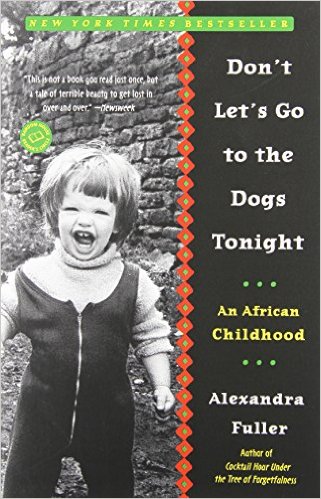 NEW YORK TIMES BESTSELLER
"This is not a book you read just once, but
a tale of terrible beauty to get lost in
over and over." —Newsweek
Don't
Let's Go
to the
Dogs
Tonight
An African
Childhood
Alexandra
Fuller
Author of
Cocktail Hour Under
the Tree of Forgetfulness